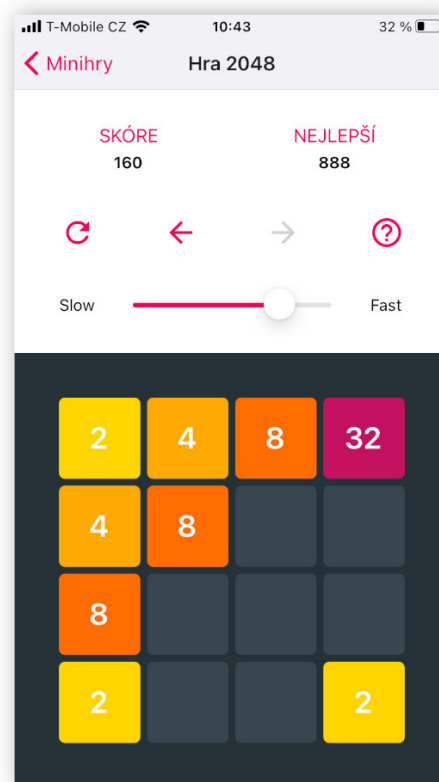 T-Mobile CZ 10:43 32 %
Minihry Hra 2048
SKÓRE NEJLEPŠÍ
160 888
?
Slow Fast
2 4 8 32
4 8
8
2 2